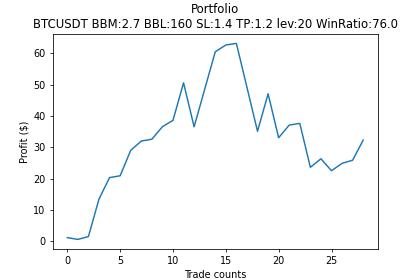 Portfolio
BTCUSDT BBM:2.7 BBL:160 SL:1.4 TP:1.2 lev:20 WinRatio:76.0
60
50
40
30
20
10
0
Profit ($)
0 5 10 15 20 25
Trade counts